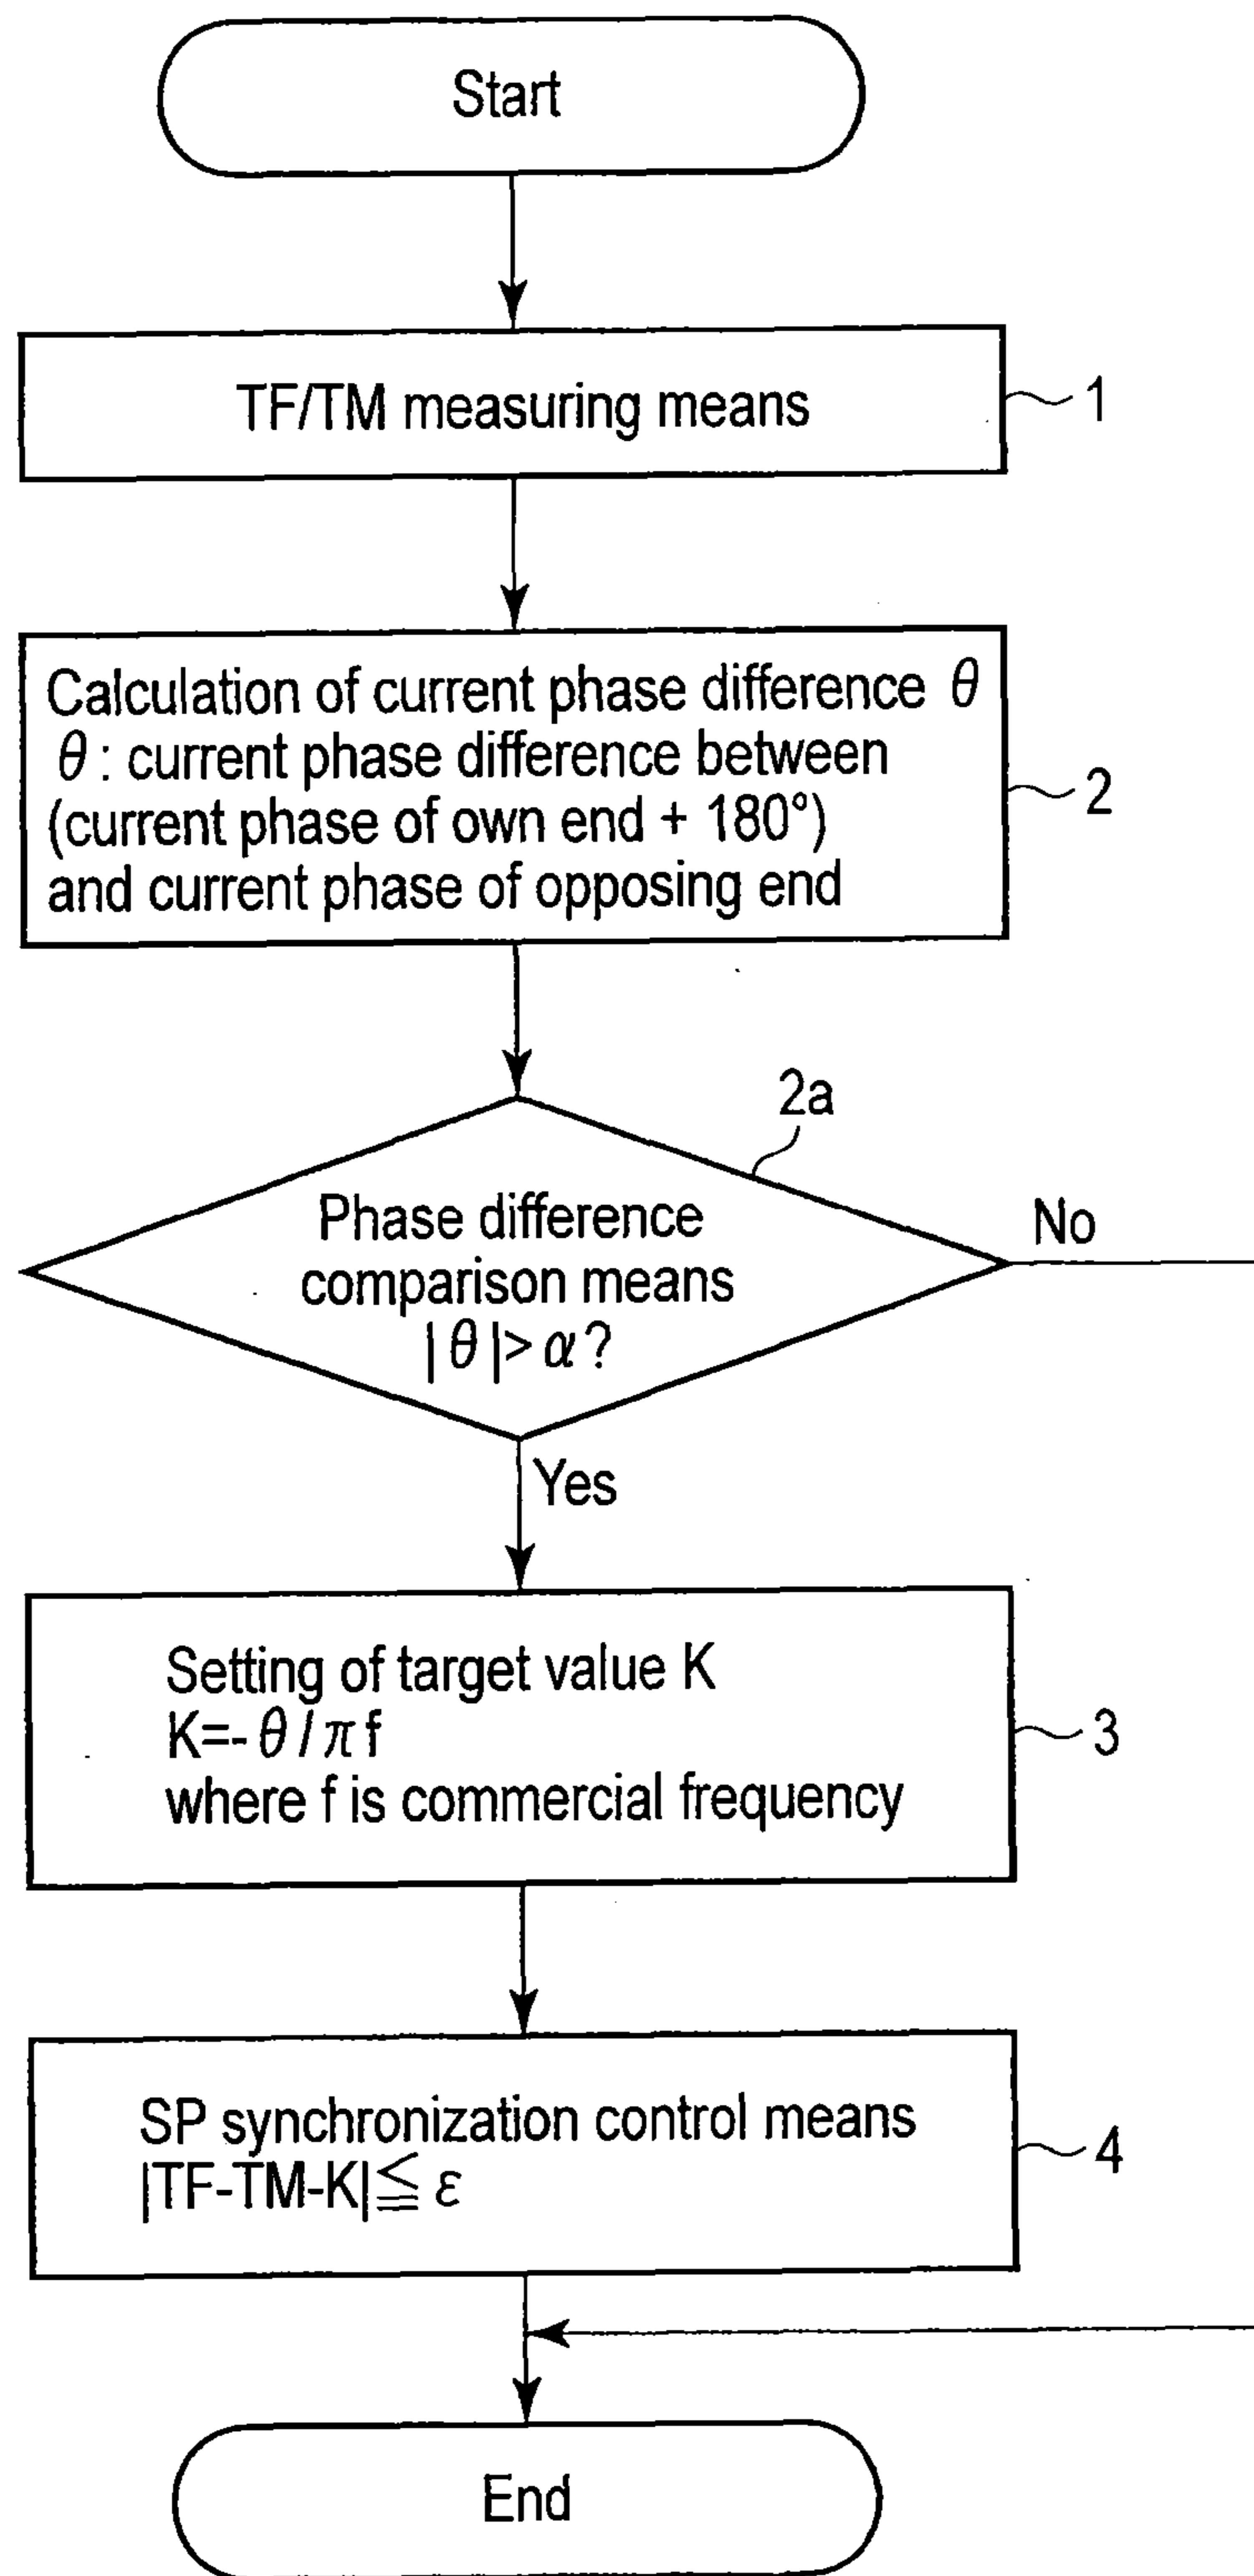 Start
TF/TM measuring means
1
Calculation of current phase difference θ
θ : current phase difference between
(current phase of own end + 180°)
and current phase of opposing end
2
2a
Phase difference
comparison means
|θ|> α ?
No
Yes
Setting of target value K
K=- θ / π f
where f is commercial frequency
3
SP synchronization control means
|TF-TM-K|≦ ε
4
End